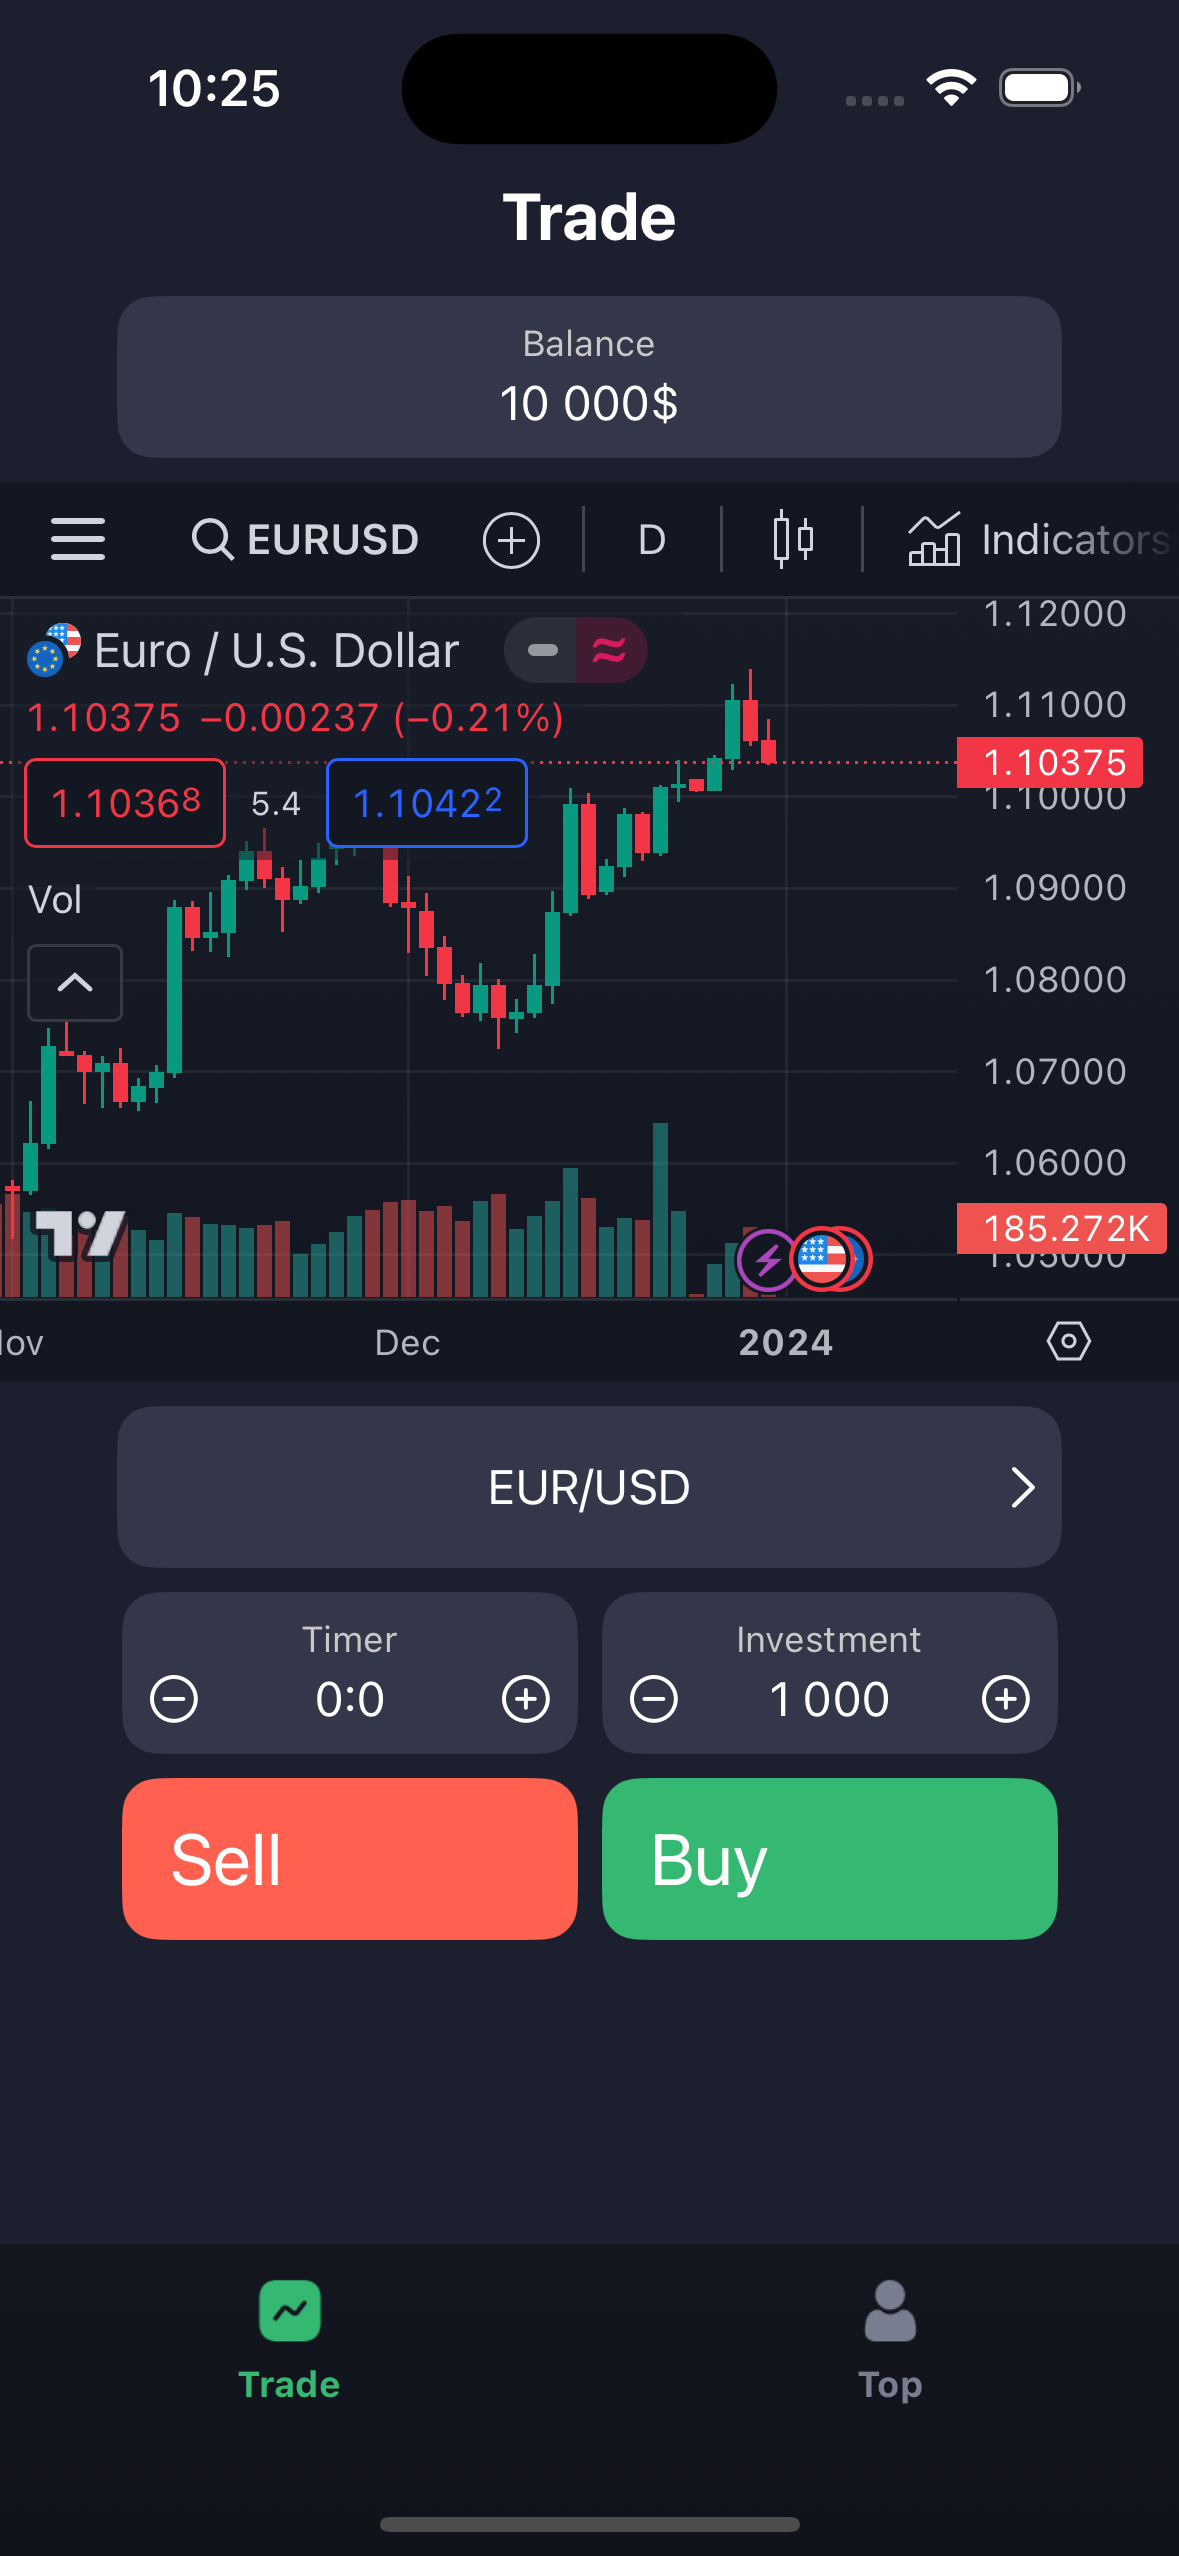 10:25
Trade
Balance
10 000$
EURUSD
D
Indicators
Euro / U.S. Dollar
1.10375 −0.00237 (−0.21%)
1.10368
5.4
1.10422
Vol
1.12000
1.11000
1.10375
1.10000
1.09000
1.08000
1.07000
1.06000
185.272K
1.05000
Dec
2024
EUR/USD
Timer
0:0
Investment
1 000
Sell
Buy
Trade
Top